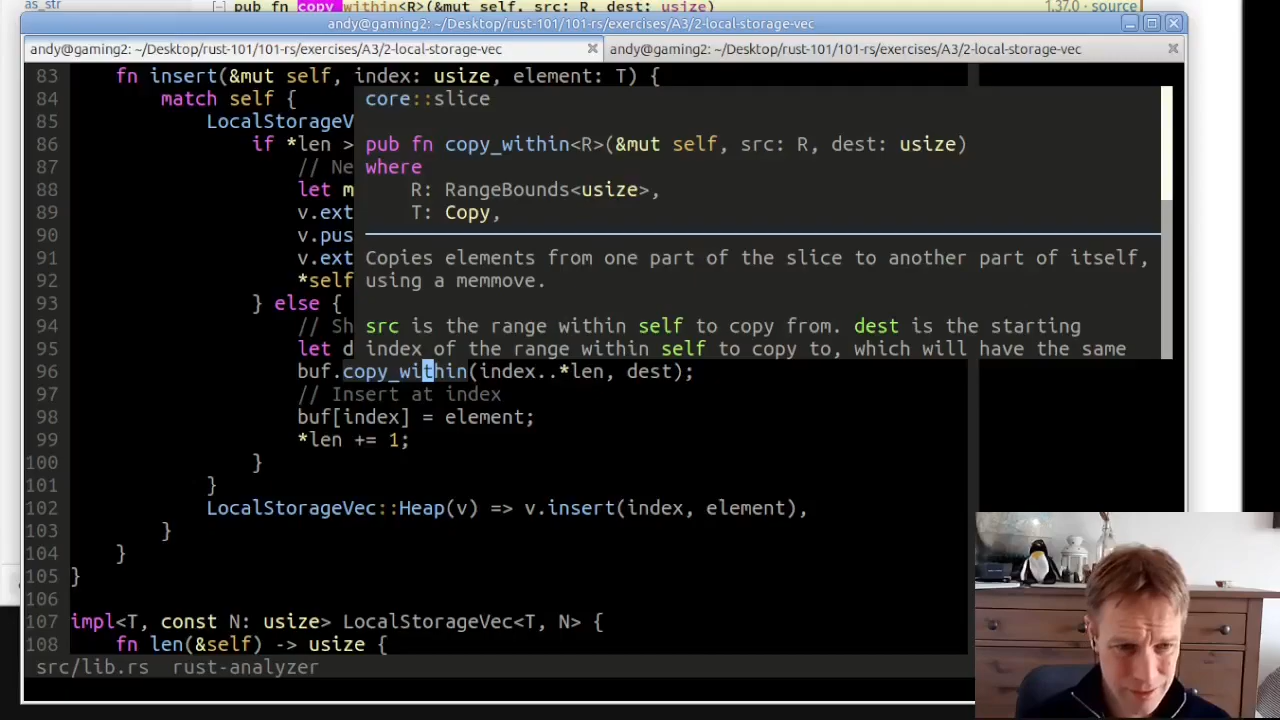 as_str
[−] pub fn copy_within<R>(&mut self, src: R, dest: usize)
1.37.0 · source
andy@gaming2: ~/Desktop/rust-101/101-rs/exercises/A3/2-local-storage-vec
andy@gaming2: ~/Desktop/rust-101/101-rs/exercises/A3/2-local-storage-vec
andy@gaming2: ~/Desktop/rust-101/101-rs/exercises/A3/2-local-storage-vec
83 fn insert(&mut self, index: usize, element: T) {
84 match self {
core::slice
85 LocalStorageV
86 if *len >
pub fn copy_within<R>(&mut self, src: R, dest: usize)
87 // Ne
where
88 let m
R: RangeBounds<usize>,
89 v.ext
T: Copy,
90 v.pus
91 v.ext
Copies elements from one part of the slice to another part of itself,
92 *self
using a memmove.
93 } else {
94 // Sh
src is the range within self to copy from. dest is the starting
95 let d
index of the range within self to copy to, which will have the same
96 buf.copy_within(index..*len, dest);
97 // Insert at index
98 buf[index] = element;
99 *len += 1;
100 }
101 }
102 LocalStorageVec::Heap(v) => v.insert(index, element),
103 }
104 }
105 }
106
107 impl<T, const N: usize> LocalStorageVec<T, N> {
108 fn len(&self) -> usize {
src/lib.rs rust-analyzer